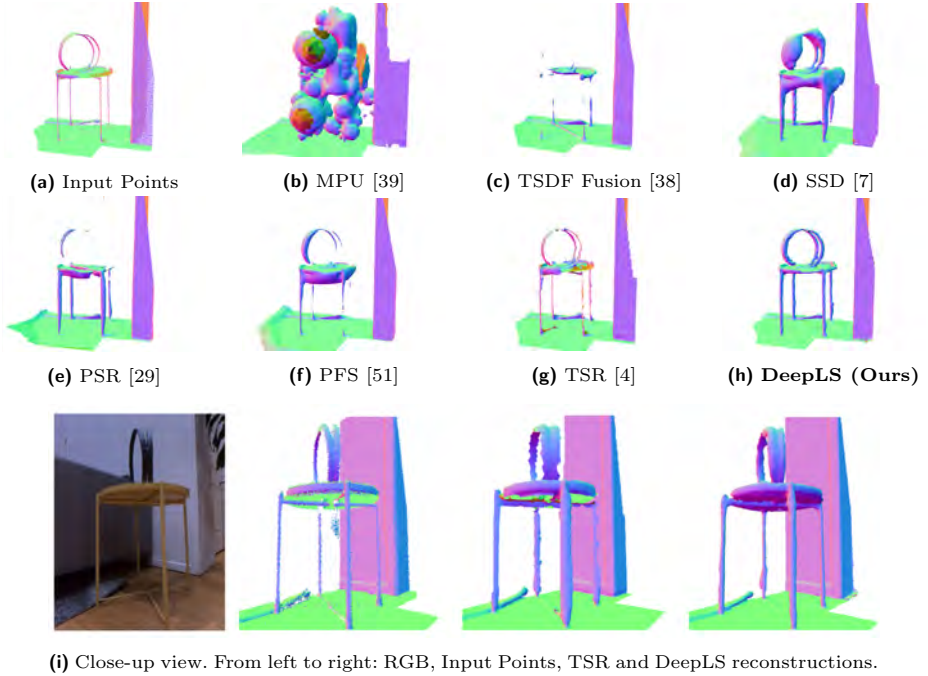 (a) Input Points
(b) MPU [39]
(c) TSDF Fusion [38]
(d) SSD [7]
(e) PSR [29]
(f) PFS [51]
(g) TSR [4]
(h) DeepLS (Ours)
(i) Close-up view. From left to right: RGB, Input Points, TSR and DeepLS reconstructions.